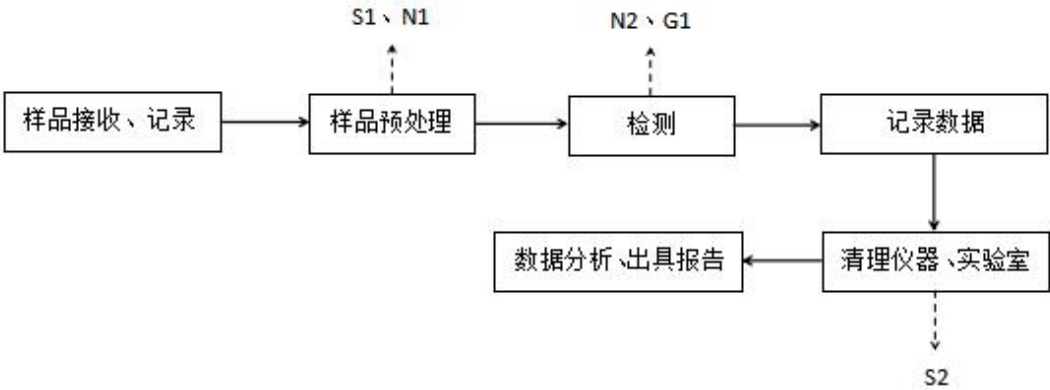 S1、N1
N2、G1
样品接收、记录
样品预处理
检测
记录数据
数据分析、出具报告
清理仪器、实验室
S2